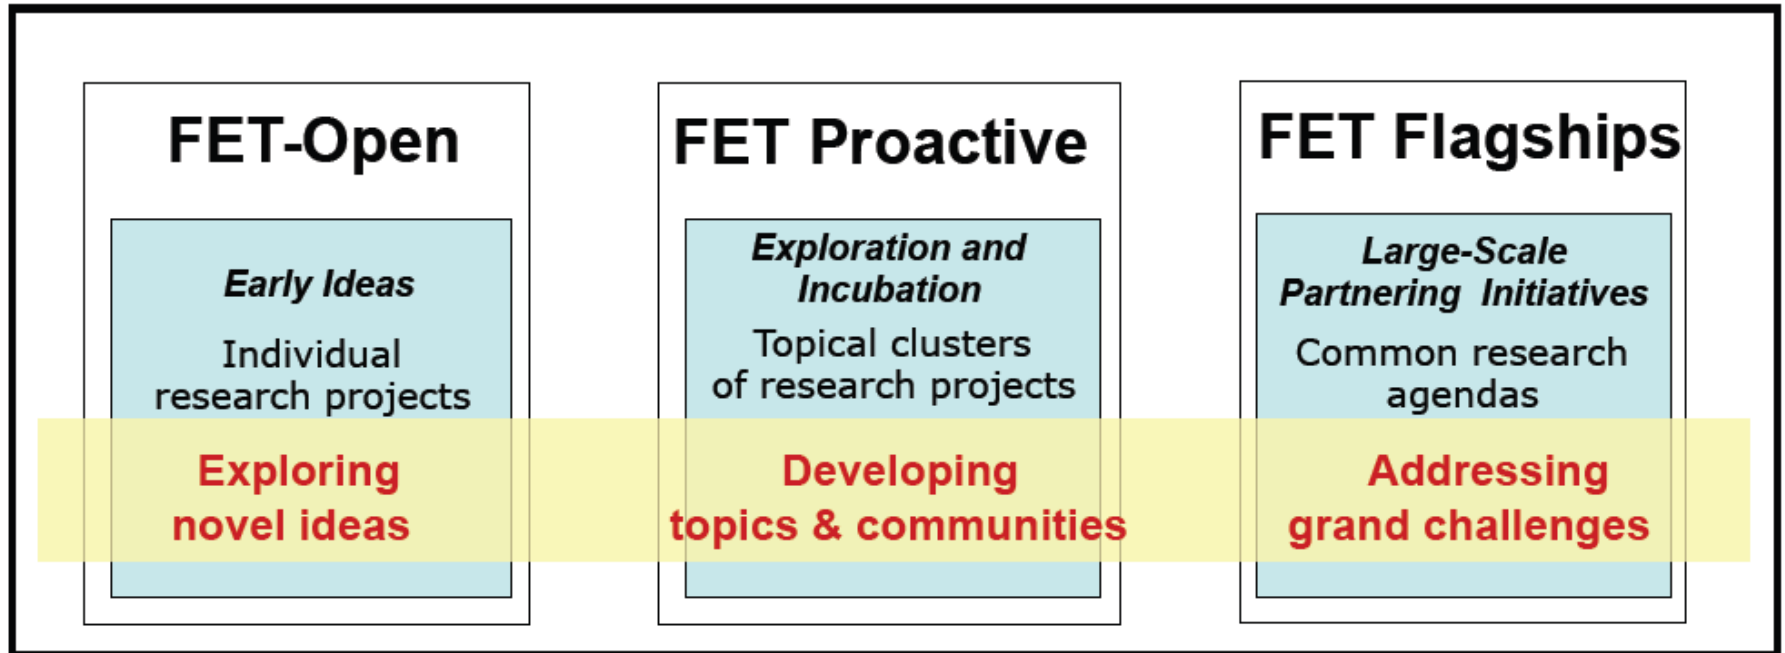 FET-Open
Early Ideas
Individual
research projects
Exploring
novel ideas
FET Proactive
Exploration and
Incubation
Topical clusters
of research projects
Developing
topics & communities
FET Flagships
Large-Scale
Partnering Initiatives
Common research
agendas
Addressing
grand challenges